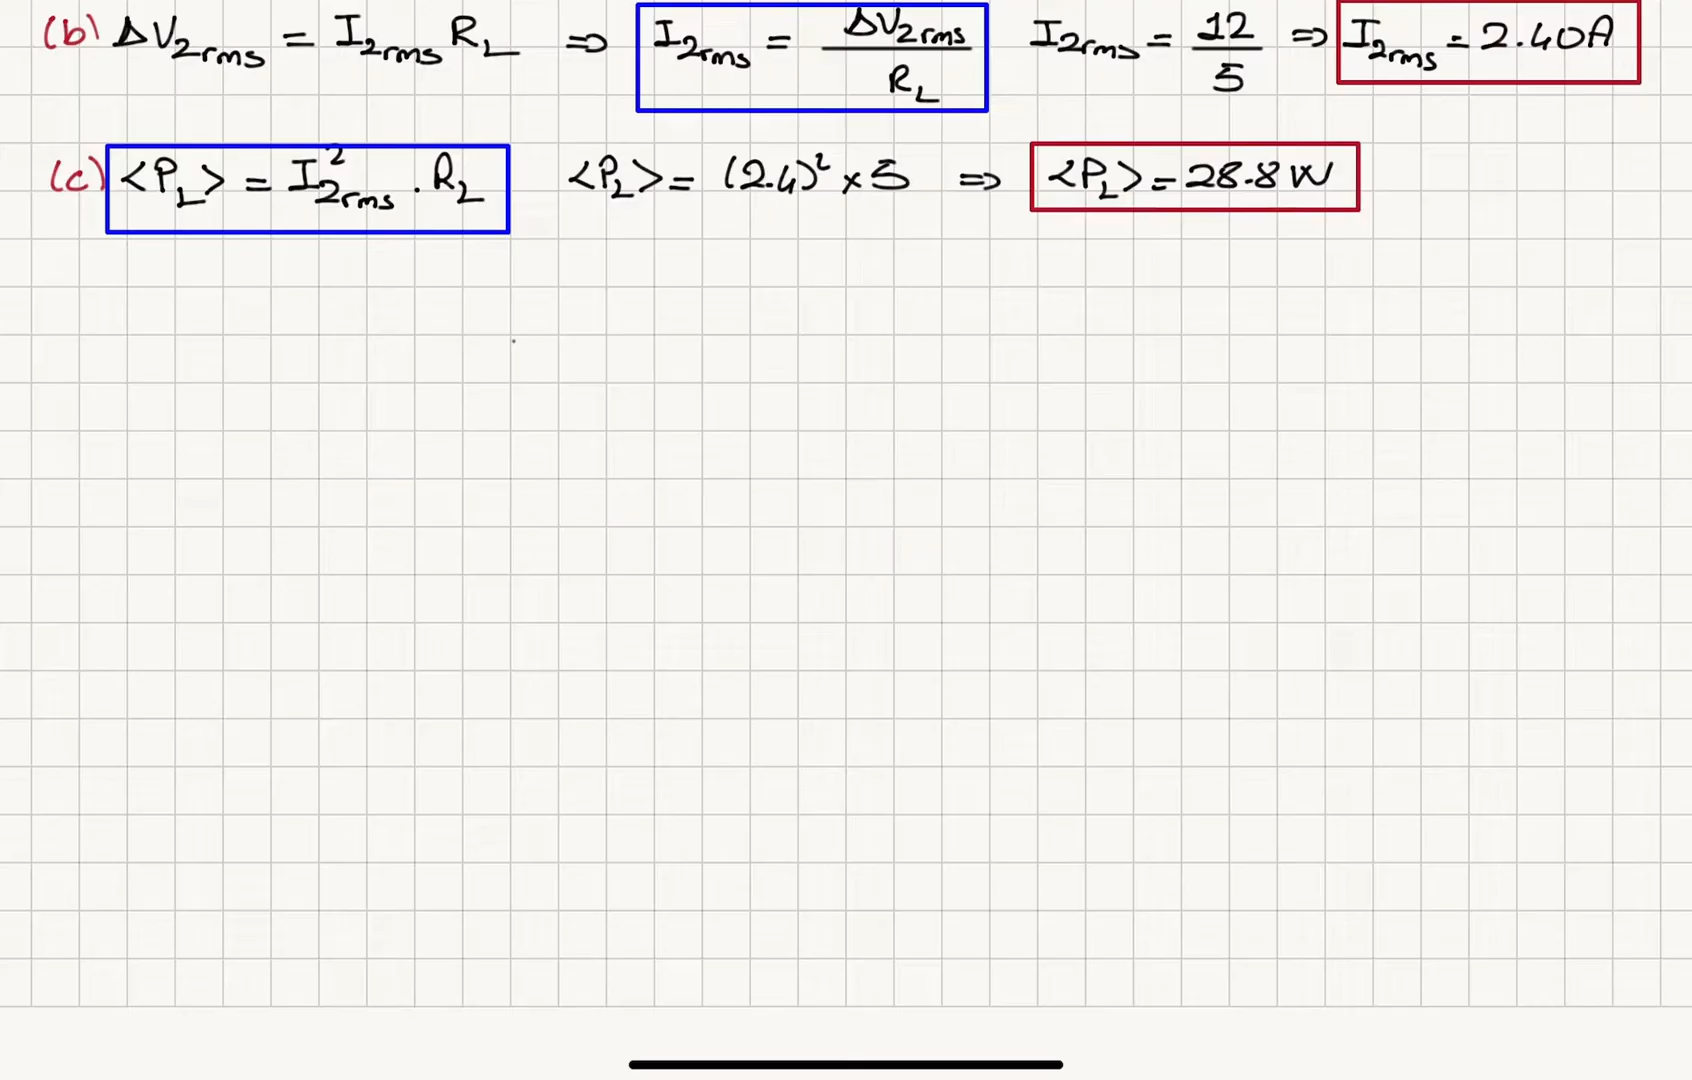 (b) ΔV2rms = I2rms RL ⇒ I2rms = ΔV2rms / RL I2rms = 12 / 5 ⇒ I2rms = 2.40A
(c) <PL> = I²2rms . RL <PL> = (2.4)² × 5 ⇒ <PL> = 28.8 W